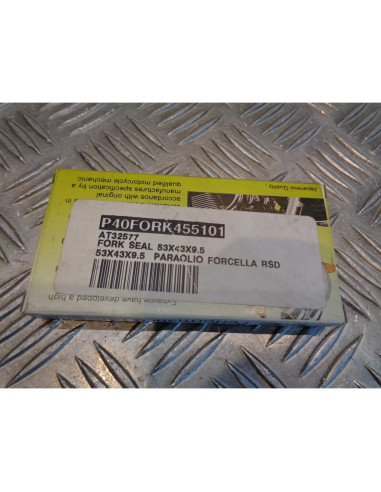 Japanese Quality,
qualified motorcycle mechanic.
manufactures specification by a
accordance with original
P40FORK455101
AT32577
FORK SEAL 53X43X9.5
53X43X9.5 PARAOLIO FORCELLA RSD
Extreme have developed a high